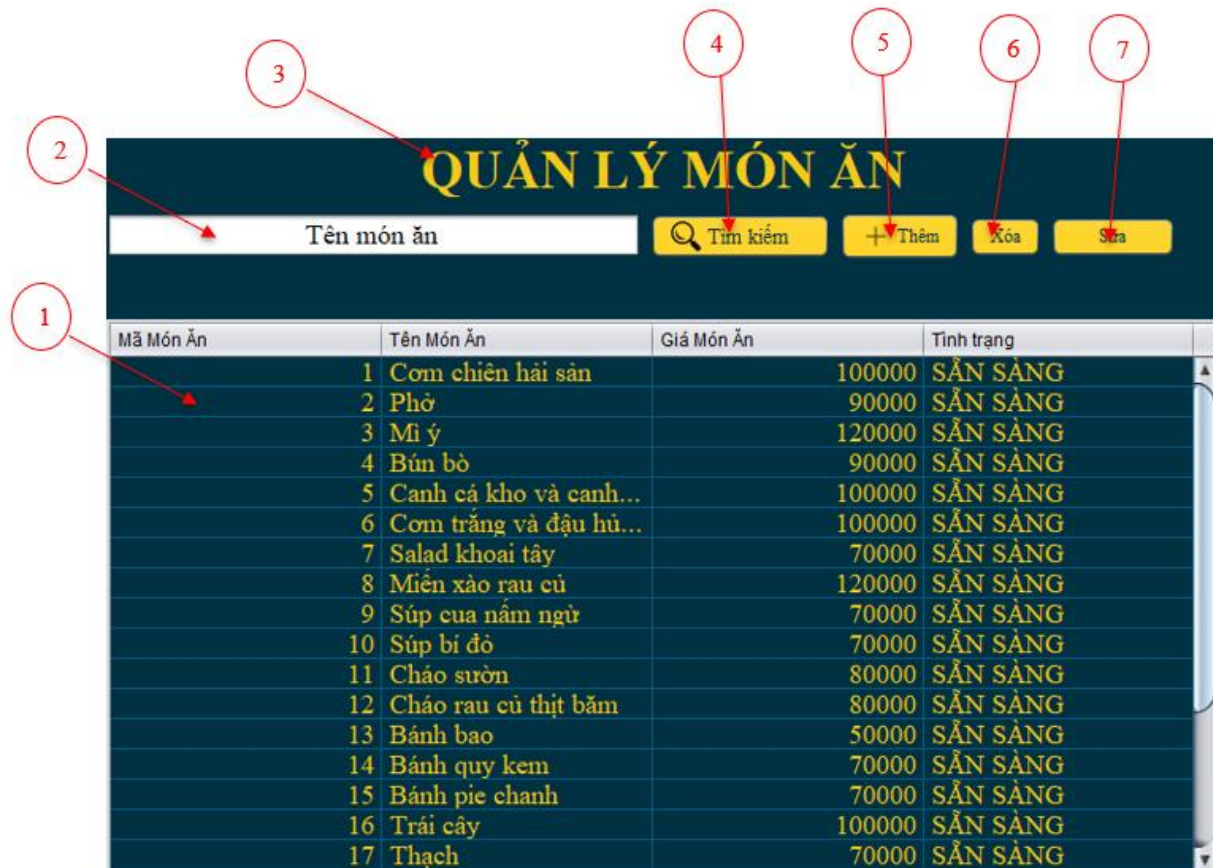 4 5 6 7
3
2
QUẢN LÝ MÓN ĂN
Tên món ăn Tìm kiếm Thêm Xóa Sửa
1
Mã Món Ăn Tên Món Ăn Giá Món Ăn Tình trạng
1 Cơm chiên hải sản 100000 SẴN SÀNG
2 Phở 90000 SẴN SÀNG
3 Mì ý 120000 SẴN SÀNG
4 Bún bò 90000 SẴN SÀNG
5 Canh cá kho và canh... 100000 SẴN SÀNG
6 Cơm trắng và đậu hủ... 100000 SẴN SÀNG
7 Salad khoai tây 70000 SẴN SÀNG
8 Miến xào rau củ 120000 SẴN SÀNG
9 Súp cua nấm ngừ 70000 SẴN SÀNG
10 Súp bí đỏ 70000 SẴN SÀNG
11 Cháo sườn 80000 SẴN SÀNG
12 Cháo rau củ thịt băm 80000 SẴN SÀNG
13 Bánh bao 50000 SẴN SÀNG
14 Bánh quy kem 70000 SẴN SÀNG
15 Bánh pie chanh 70000 SẴN SÀNG
16 Trái cây 100000 SẴN SÀNG
17 Thạch 70000 SẴN SÀNG